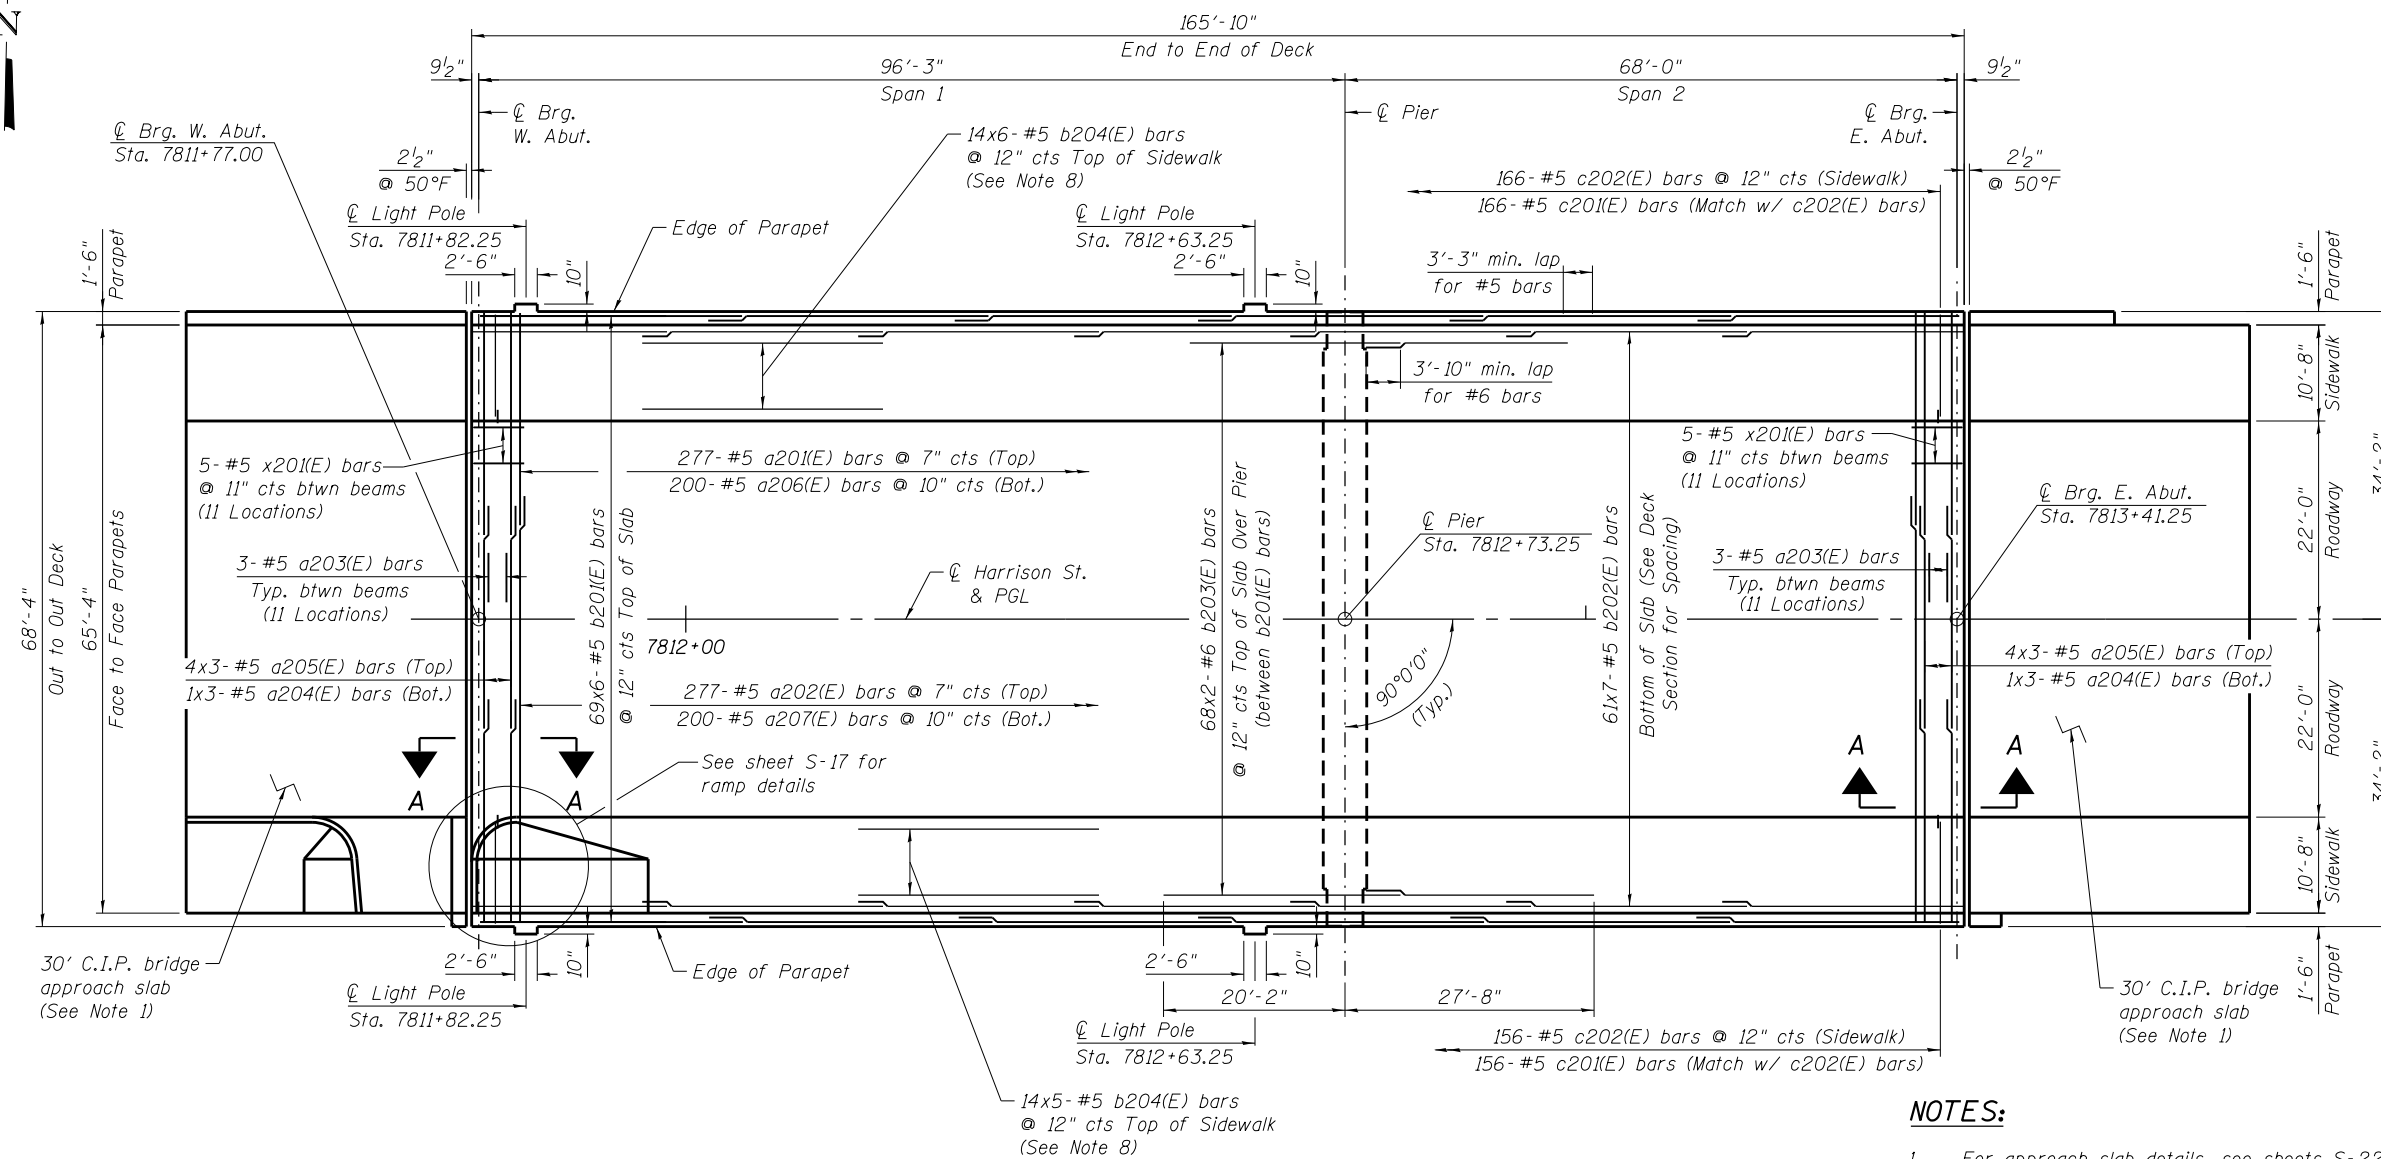 165'-10"
End to End of Deck
9½"
96'-3"
Span 1
68'-0"
Span 2
9½"
℄ Brg.
W. Abut.
℄ Pier
℄ Brg.
E. Abut.
℄ Brg. W. Abut.
Sta. 7811+77.00
2½"
@ 50°F
14x6-#5 b204(E) bars
@ 12" cts Top of Sidewalk
(See Note 8)
166-#5 c202(E) bars @ 12" cts (Sidewalk)
166-#5 c201(E) bars (Match w/ c202(E) bars)
2½"
@ 50°F
℄ Light Pole
Sta. 7811+82.25
2'-6"
10"
Edge of Parapet
℄ Light Pole
Sta. 7812+63.25
2'-6"
10"
3'-3" min. lap
for #5 bars
1'-6"
Parapet
1'-6"
Parapet
3'-10" min. lap
for #6 bars
10'-8"
Sidewalk
5-#5 x201(E) bars
@ 11" cts btwn beams
(11 Locations)
277-#5 a201(E) bars @ 7" cts (Top)
200-#5 a206(E) bars @ 10" cts (Bot.)
5-#5 x201(E) bars
@ 11" cts btwn beams
(11 Locations)
℄ Brg. E. Abut.
Sta. 7813+41.25
22'-0"
Roadway
34'-2"
℄ Pier
Sta. 7812+73.25
68'-4"
Out to Out Deck
65'-4"
Face to Face Parapets
3-#5 a203(E) bars
Typ. btwn beams
(11 Locations)
69x6-#5 b201(E) bars
@ 12" cts Top of Slab
℄ Harrison St.
& PGL
68x2-#6 b203(E) bars
@ 12" cts Top of Slab Over Pier
(between b201(E) bars)
61x7-#5 b202(E) bars
Bottom of Slab (See Deck
Section for Spacing)
3-#5 a203(E) bars
Typ. btwn beams
(11 Locations)
7812+00
4x3-#5 a205(E) bars (Top)
1x3-#5 a204(E) bars (Bot.)
277-#5 a202(E) bars @ 7" cts (Top)
200-#5 a207(E) bars @ 10" cts (Bot.)
90°0'0"
(Typ.)
4x3-#5 a205(E) bars (Top)
1x3-#5 a204(E) bars (Bot.)
22'-0"
Roadway
34'-2"
See sheet S-17 for
ramp details
A
A
A
A
10'-8"
Sidewalk
30' C.I.P. bridge
approach slab
(See Note 1)
2'-6"
10"
Edge of Parapet
℄ Light Pole
Sta. 7811+82.25
2'-6"
10"
20'-2"
27'-8"
℄ Light Pole
Sta. 7812+63.25
156-#5 c202(E) bars @ 12" cts (Sidewalk)
156-#5 c201(E) bars (Match w/ c202(E) bars)
30' C.I.P. bridge
approach slab
(See Note 1)
1'-6"
Parapet
14x5-#5 b204(E) bars
@ 12" cts Top of Sidewalk
(See Note 8)
NOTES:
1. For approach slab details, see sheets S-22